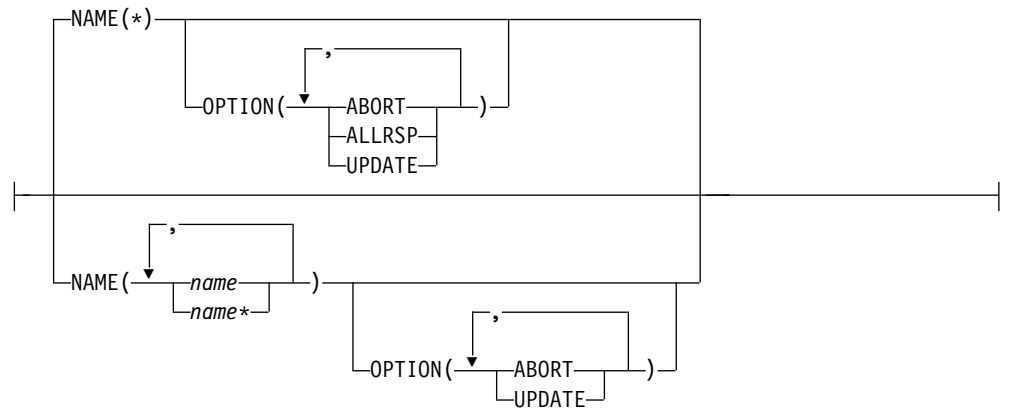 NAME(*)
,
OPTION( ABORT )
ALLRSP
UPDATE
,
NAME( name )
name*
,
OPTION( ABORT )
UPDATE